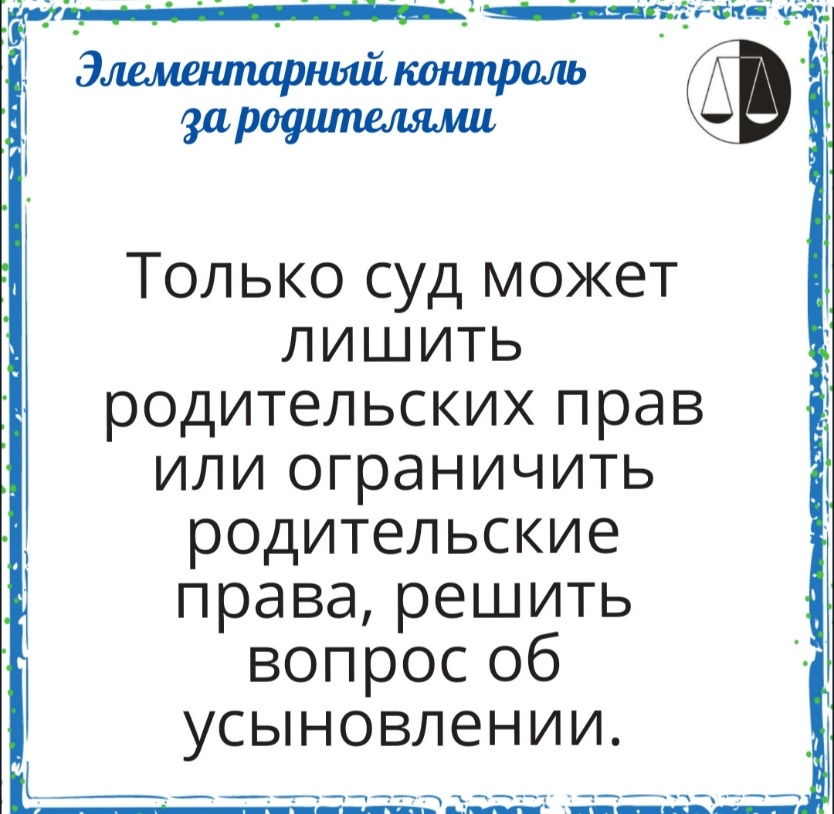 Элементарный контроль
за родителями
Только суд может
лишить
родительских прав
или ограничить
родительские
права, решить
вопрос об
усыновлении.